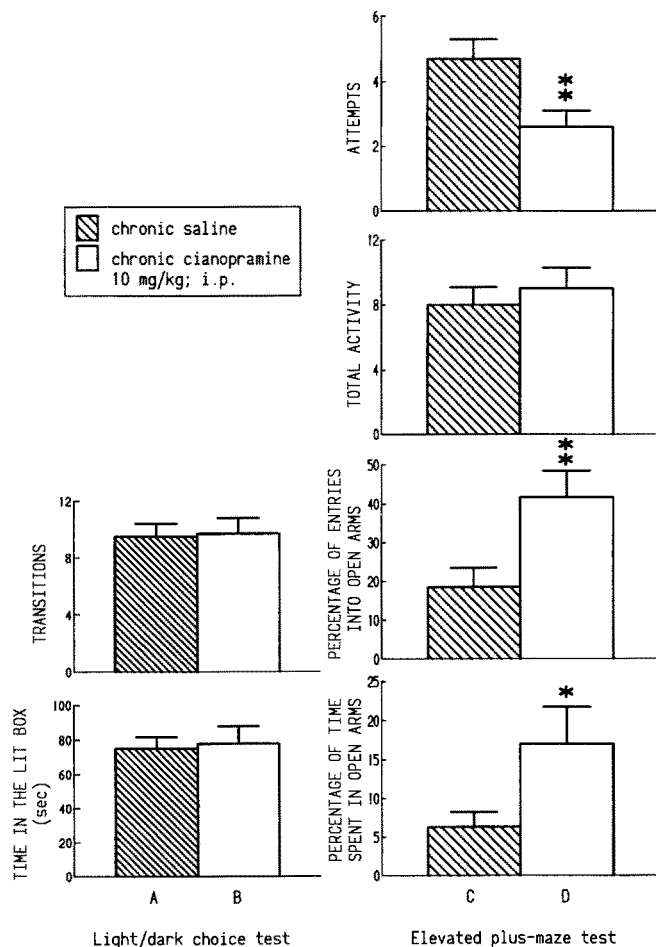 6
4
2
0
ATTEMPTS
**
chronic saline
chronic cianopramine
10 mg/kg; i.p.
12
8
4
0
TOTAL ACTIVITY
12
8
4
0
TRANSITIONS
50
40
30
20
10
0
PERCENTAGE OF ENTRIES
INTO OPEN ARMS
**
100
80
60
40
20
0
TIME IN THE LIT BOX
(sec)
A
B
Light/dark choice test
25
20
15
10
5
0
PERCENTAGE OF TIME
SPENT IN OPEN ARMS
*
C
D
Elevated plus-maze test